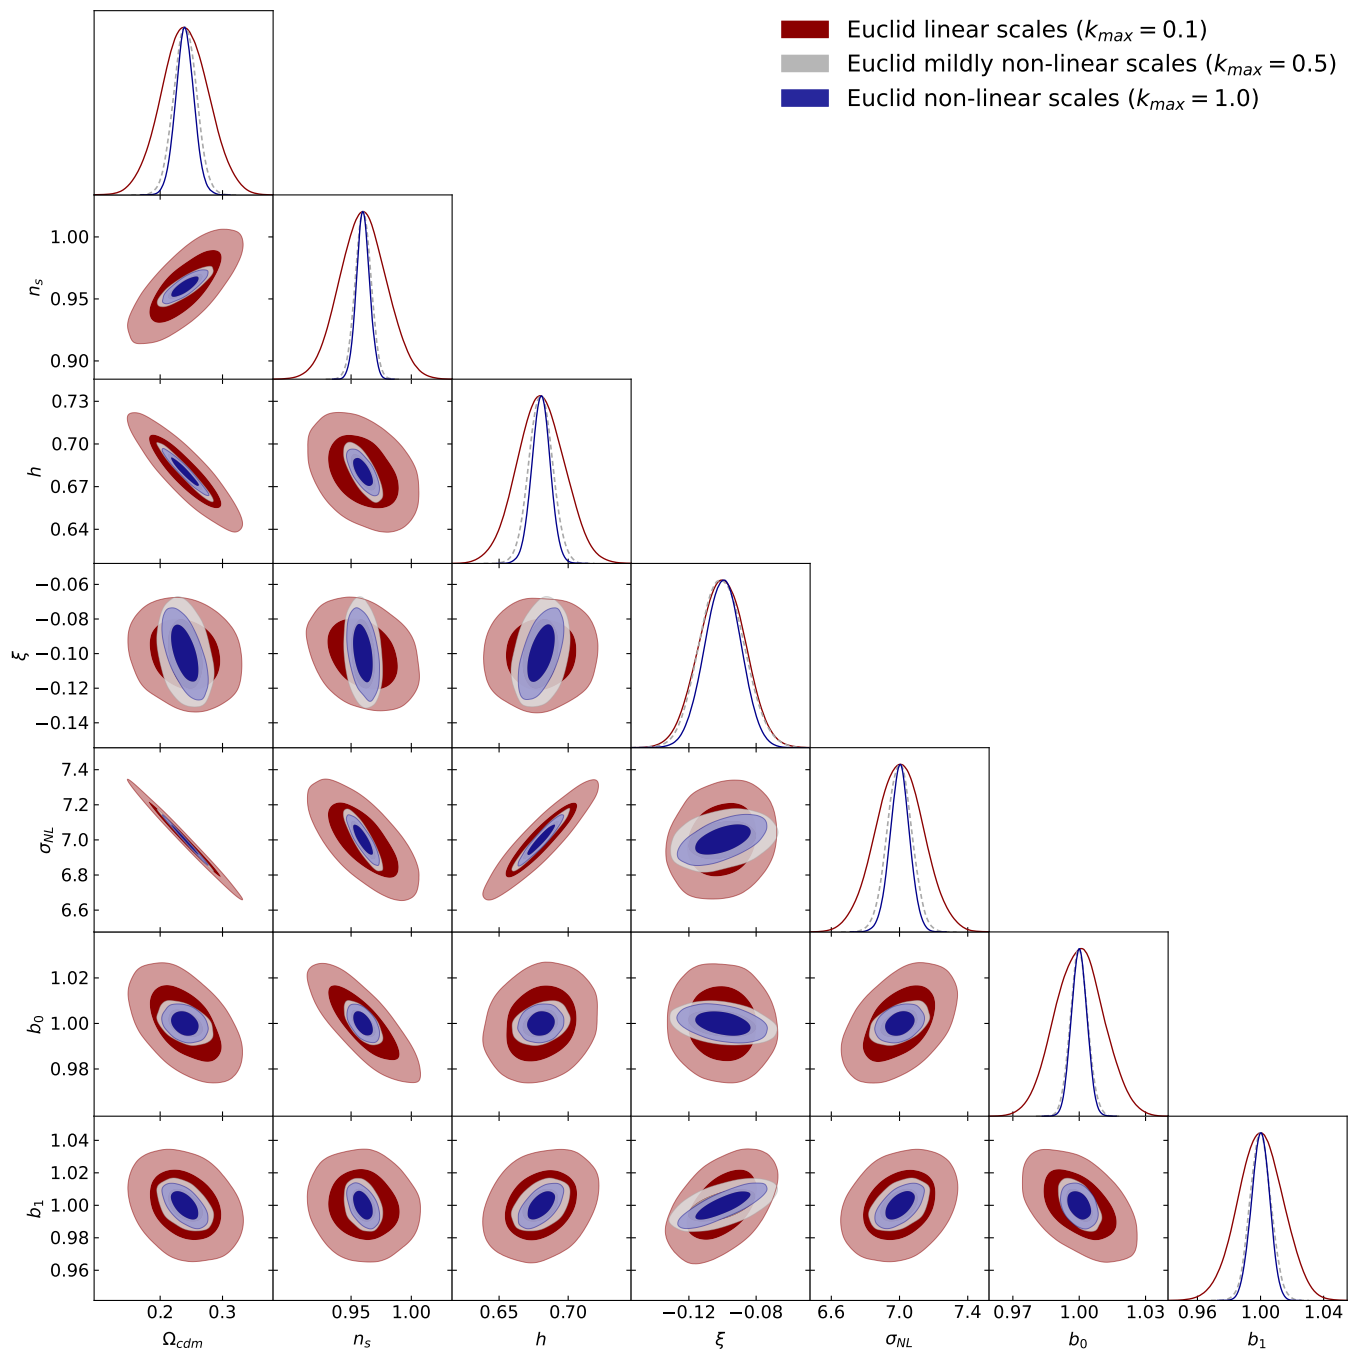 Euclid linear scales (k_max = 0.1)
Euclid mildly non-linear scales (k_max = 0.5)
Euclid non-linear scales (k_max = 1.0)
1.00
0.95
0.90
n_s
0.73
0.70
0.67
0.64
h
−0.06
−0.08
−0.10
−0.12
−0.14
ξ
7.4
7.2
7.0
6.8
6.6
σ_NL
1.02
1.00
0.98
b_0
1.04
1.02
1.00
0.98
0.96
b_1
0.2 0.3 0.95 1.00 0.65 0.70 −0.12 −0.08 6.6 7.0 7.4 0.97 1.00 1.03 0.96 1.00 1.04
Ω_cdm n_s h ξ σ_NL b_0 b_1